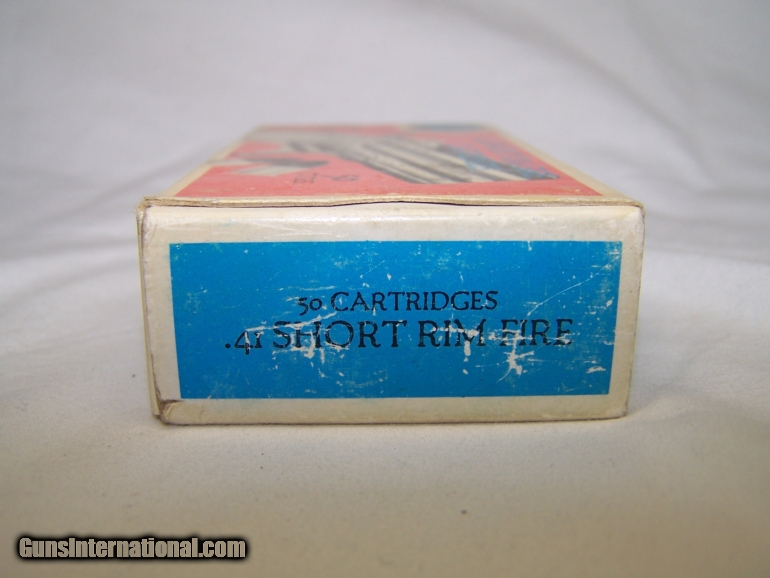 50 CARTRIDGES
.41 SHORT RIM FIRE
GunsInternational.com